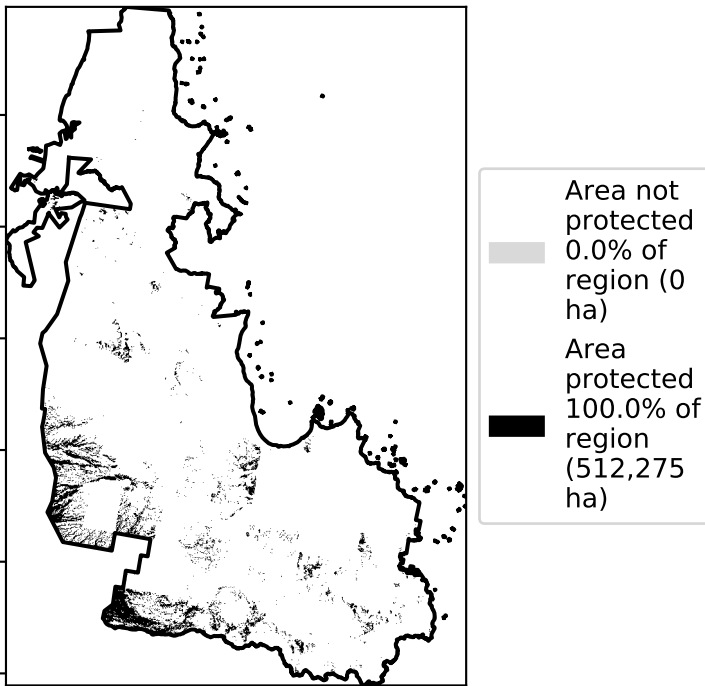 Area not
protected
0.0% of
region (0
ha)
Area
protected
100.0% of
region
(512,275
ha)